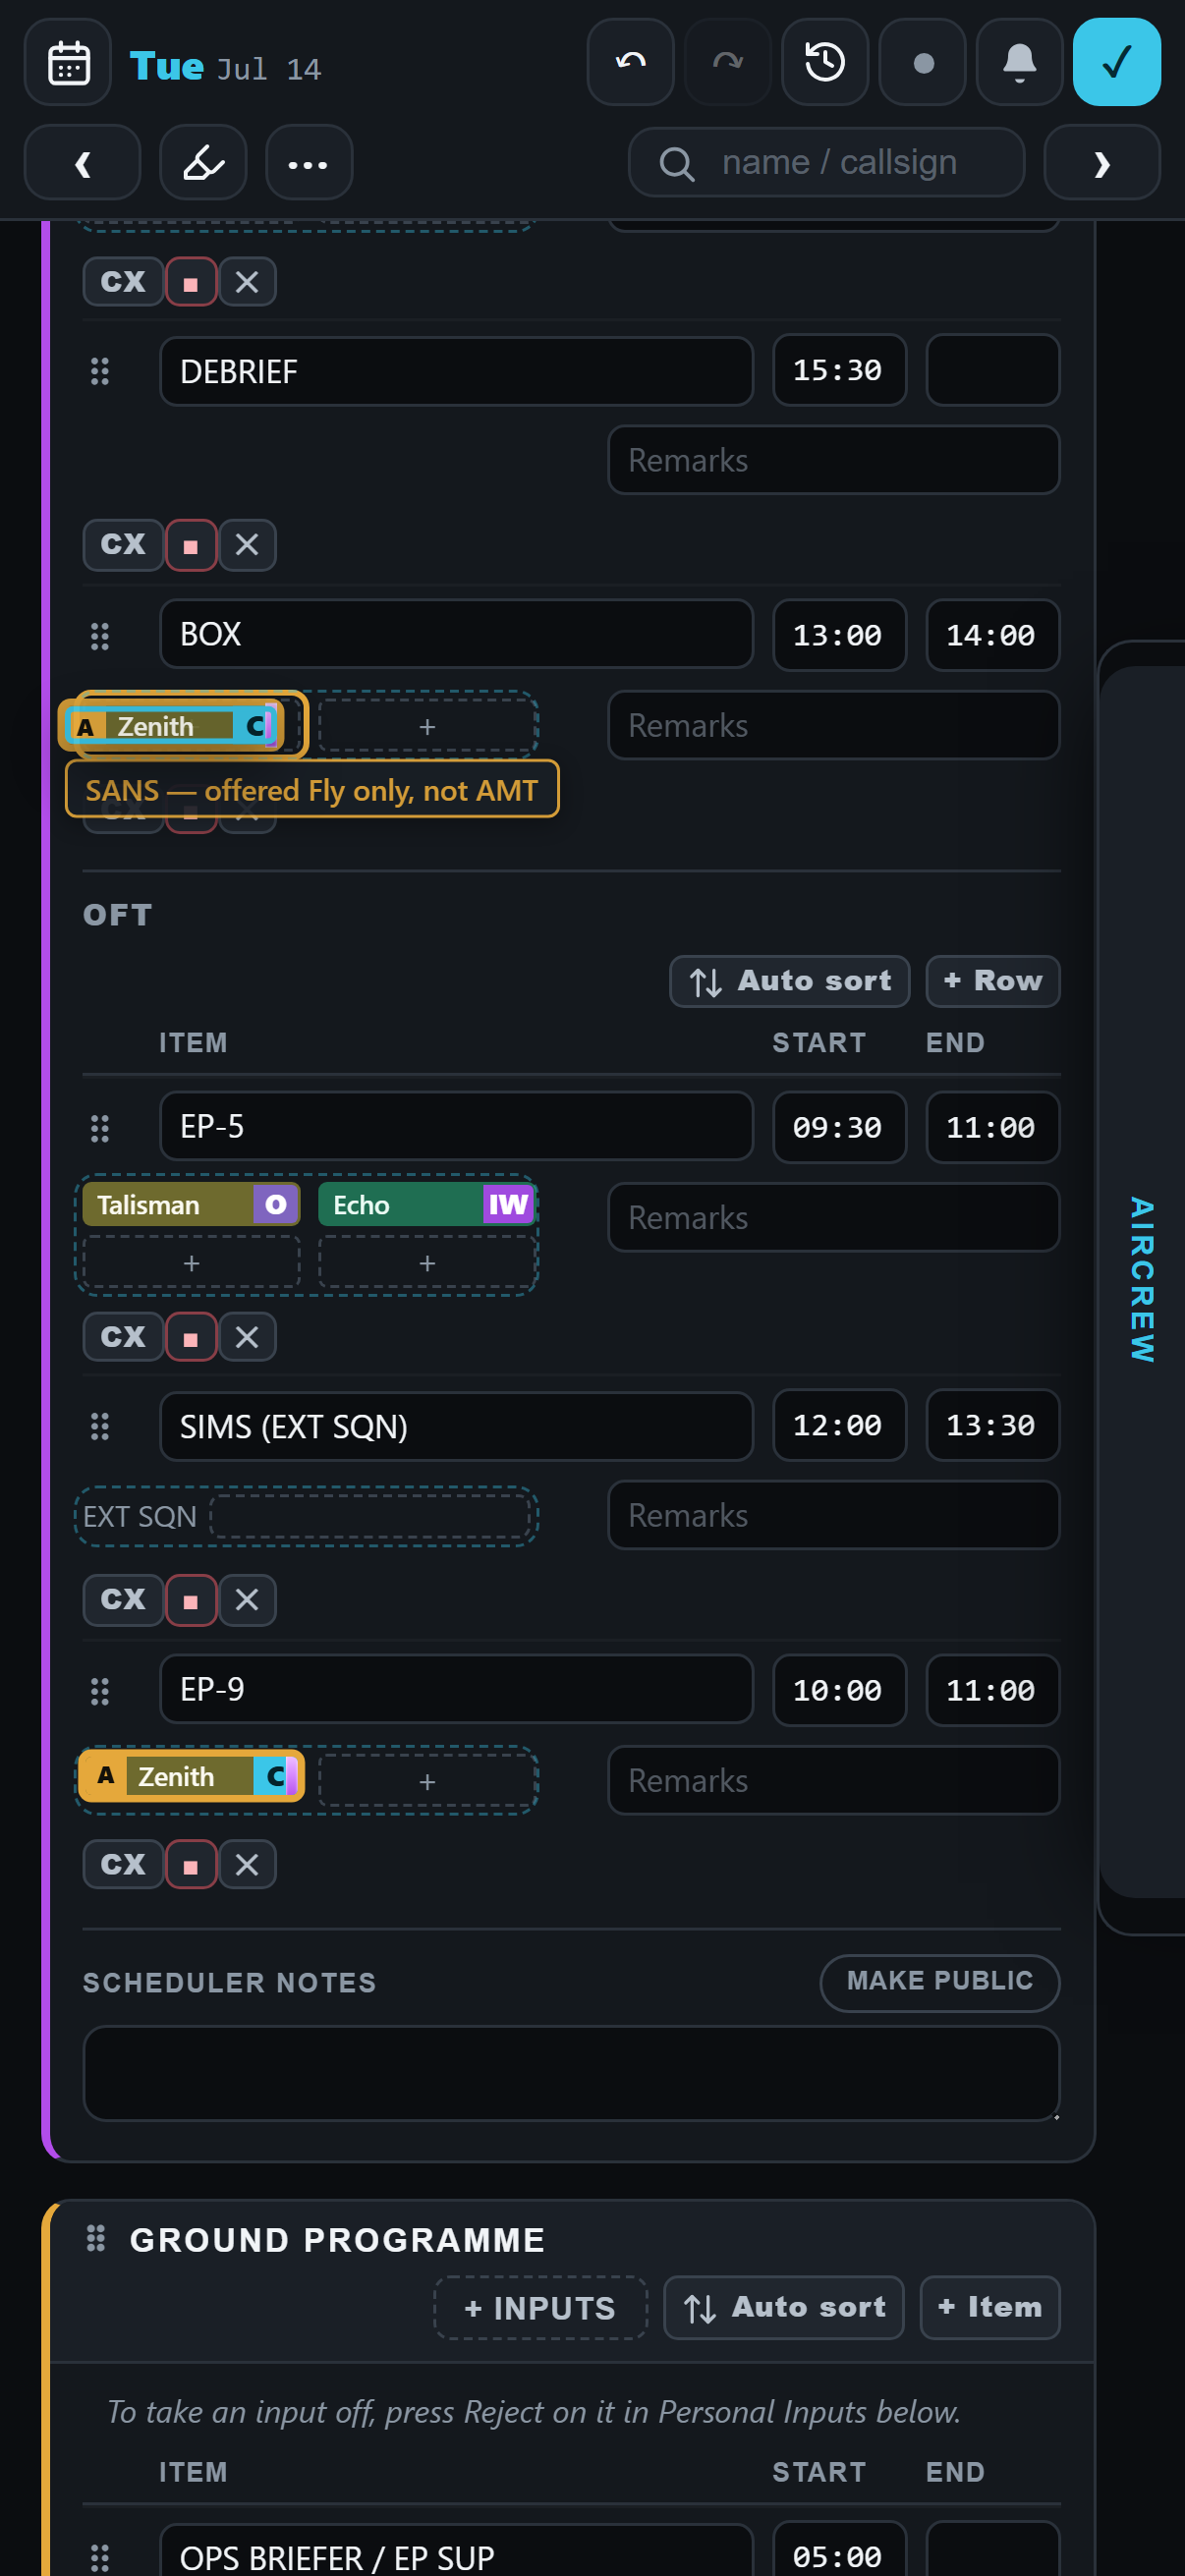 Tue Jul 14
name / callsign
CX
DEBRIEF 15:30
Remarks
CX
BOX 13:00 14:00
A Zenith C + Remarks
SANS — offered Fly only, not AMT
CX
OFT
Auto sort + Row
ITEM START END
EP-5 09:30 11:00
Talisman O Echo IW Remarks
+ +
CX
SIMS (EXT SQN) 12:00 13:30
EXT SQN Remarks
CX
EP-9 10:00 11:00
A Zenith C + Remarks
CX
SCHEDULER NOTES MAKE PUBLIC
GROUND PROGRAMME
+ INPUTS Auto sort + Item
To take an input off, press Reject on it in Personal Inputs below.
ITEM START END
OPS BRIEFER / EP SUP 05:00
AIRCREW